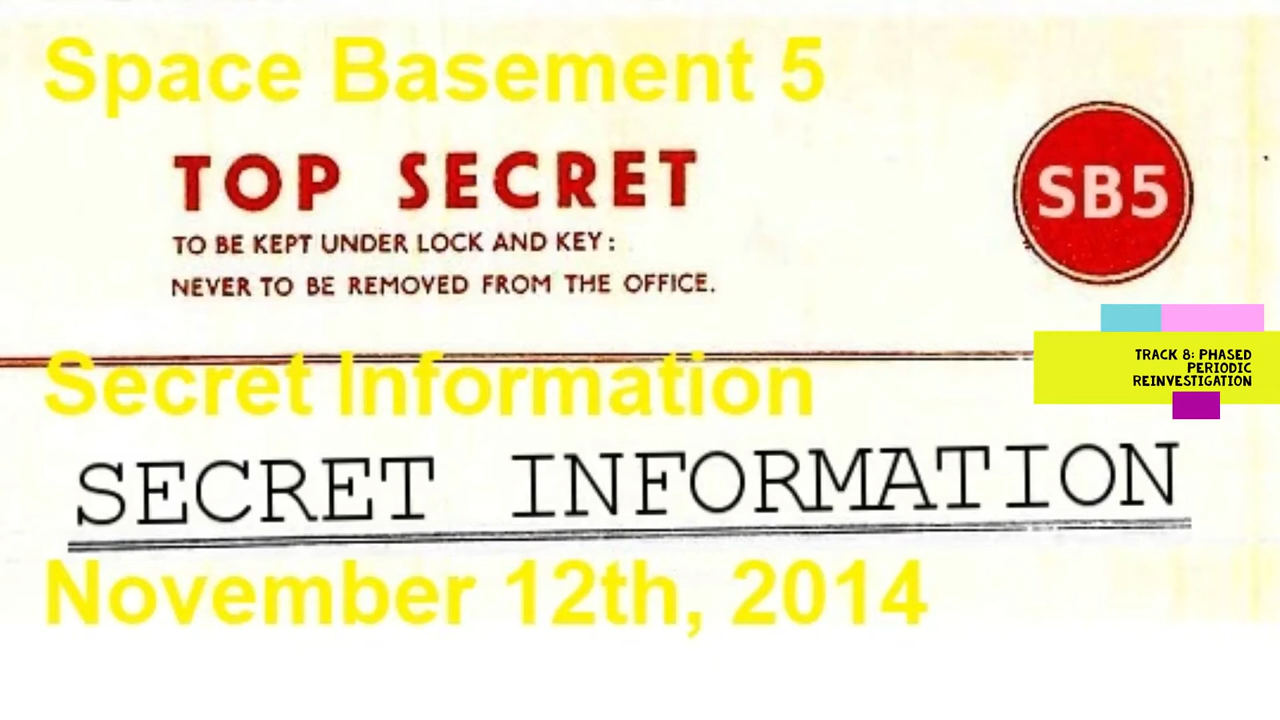 Space Basement 5
TOP SECRET
TO BE KEPT UNDER LOCK AND KEY:
NEVER TO BE REMOVED FROM THE OFFICE.
SB5
TRACK 8: PHASED
PERIODIC
REINVESTIGATION
Secret Information
SECRET INFORMATION
November 12th, 2014